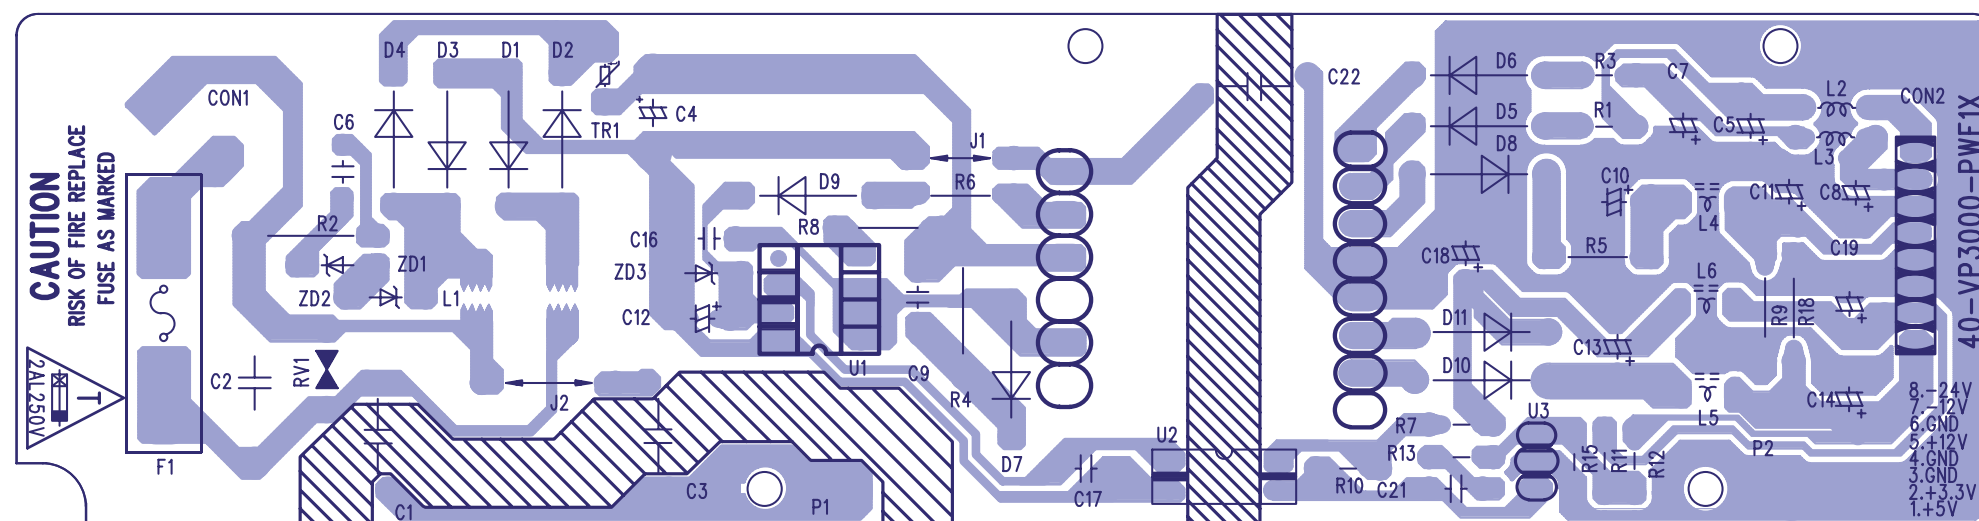 CAUTION
RISK OF FIRE REPLACE
FUSE AS MARKED
2AL250V
T
F1
CON1
C2
RV1
C6
R2
ZD1
ZD2
L1
D4
D3
D1
D2
TR1
C4
J2
C1
C3
P1
J1
D9
R6
R8
C16
ZD3
C12
U1
C9
R4
D7
C17
U2
C22
D6
D5
D8
R3
R1
C7
C5
L2
L3
CON2
C10
L4
C11
C8
R5
C19
C18
L6
R9
R18
D11
C13
D10
L5
C14
R7
R13
R10
C21
U3
R15
R11
R12
P2
40-VP3000-PWF1X
8.-24V
7.-12V
6.GND
5.+12V
4.GND
3.GND
2.+3.3V
1.+5V